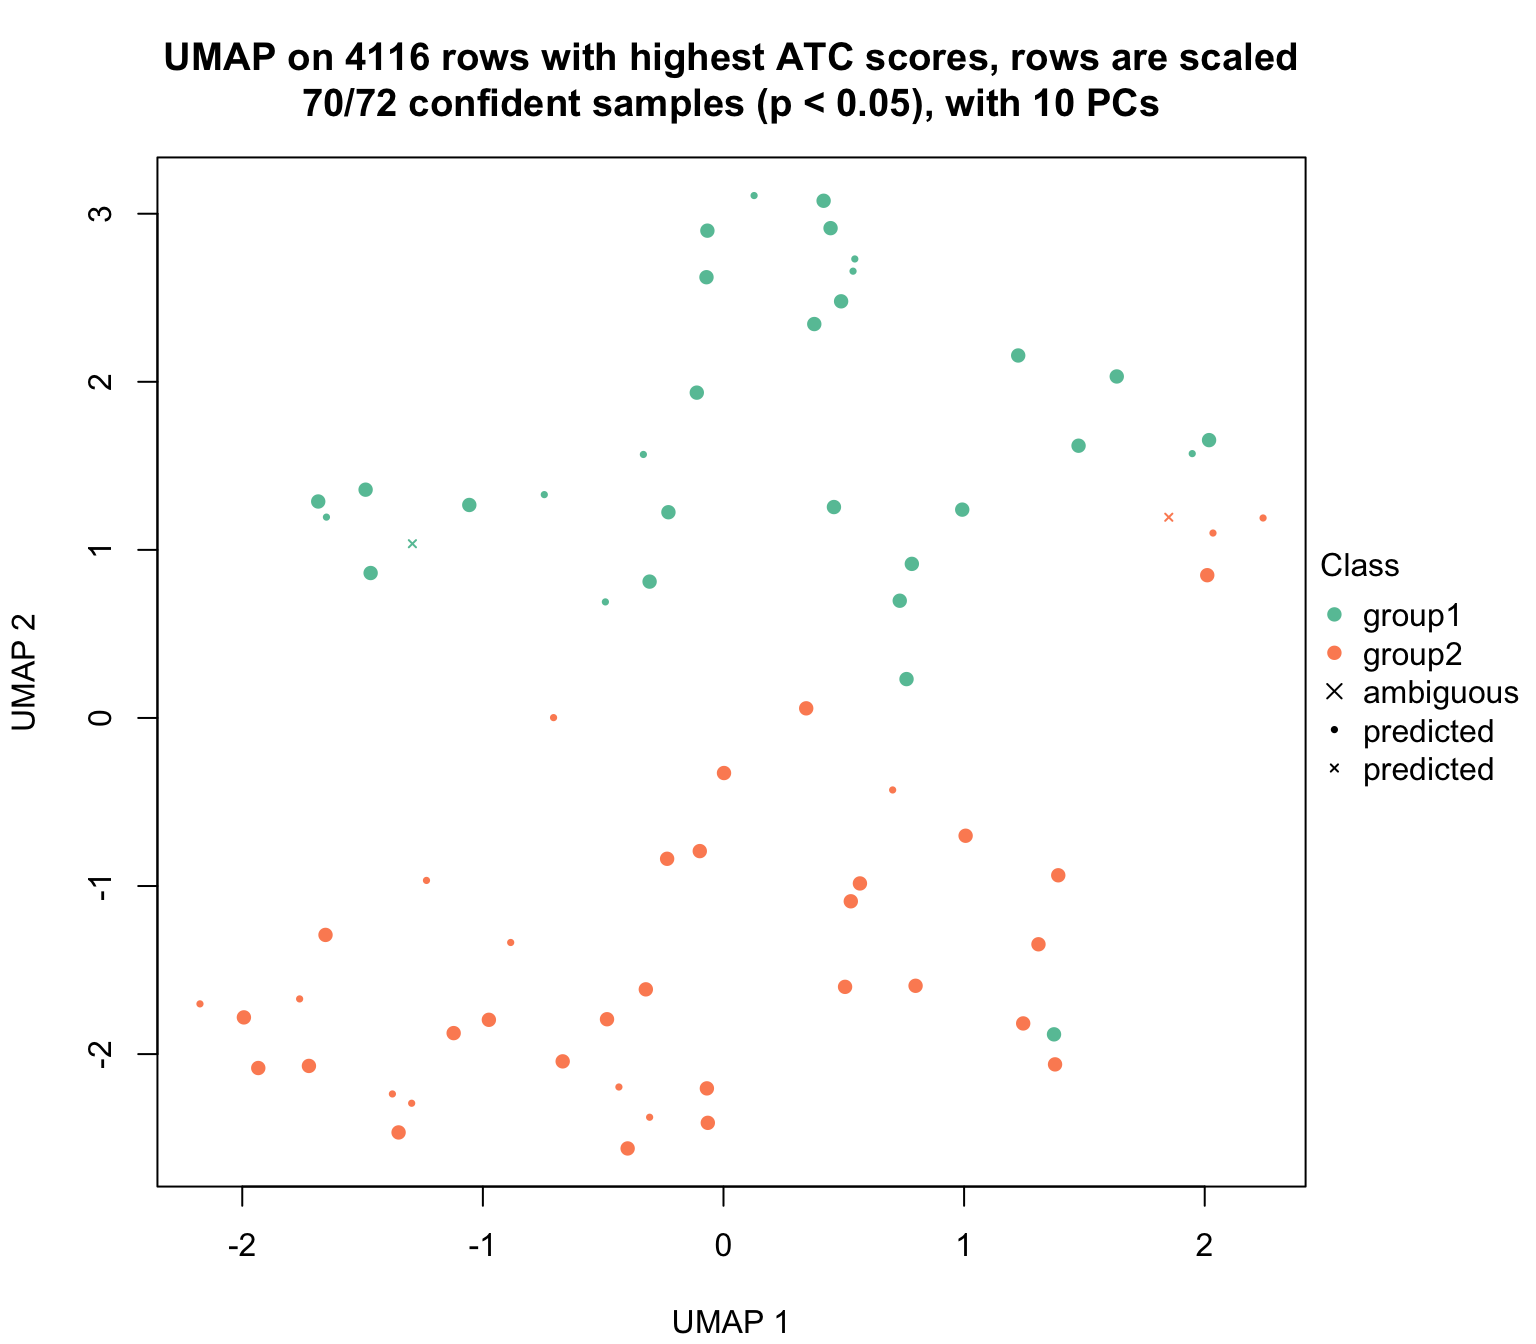 UMAP on 4116 rows with highest ATC scores, rows are scaled
70/72 confident samples (p < 0.05), with 10 PCs
3
2
1
0
-1
-2
UMAP 2
-2
-1
0
1
2
UMAP 1
Class
group1
group2
ambiguous
predicted
predicted